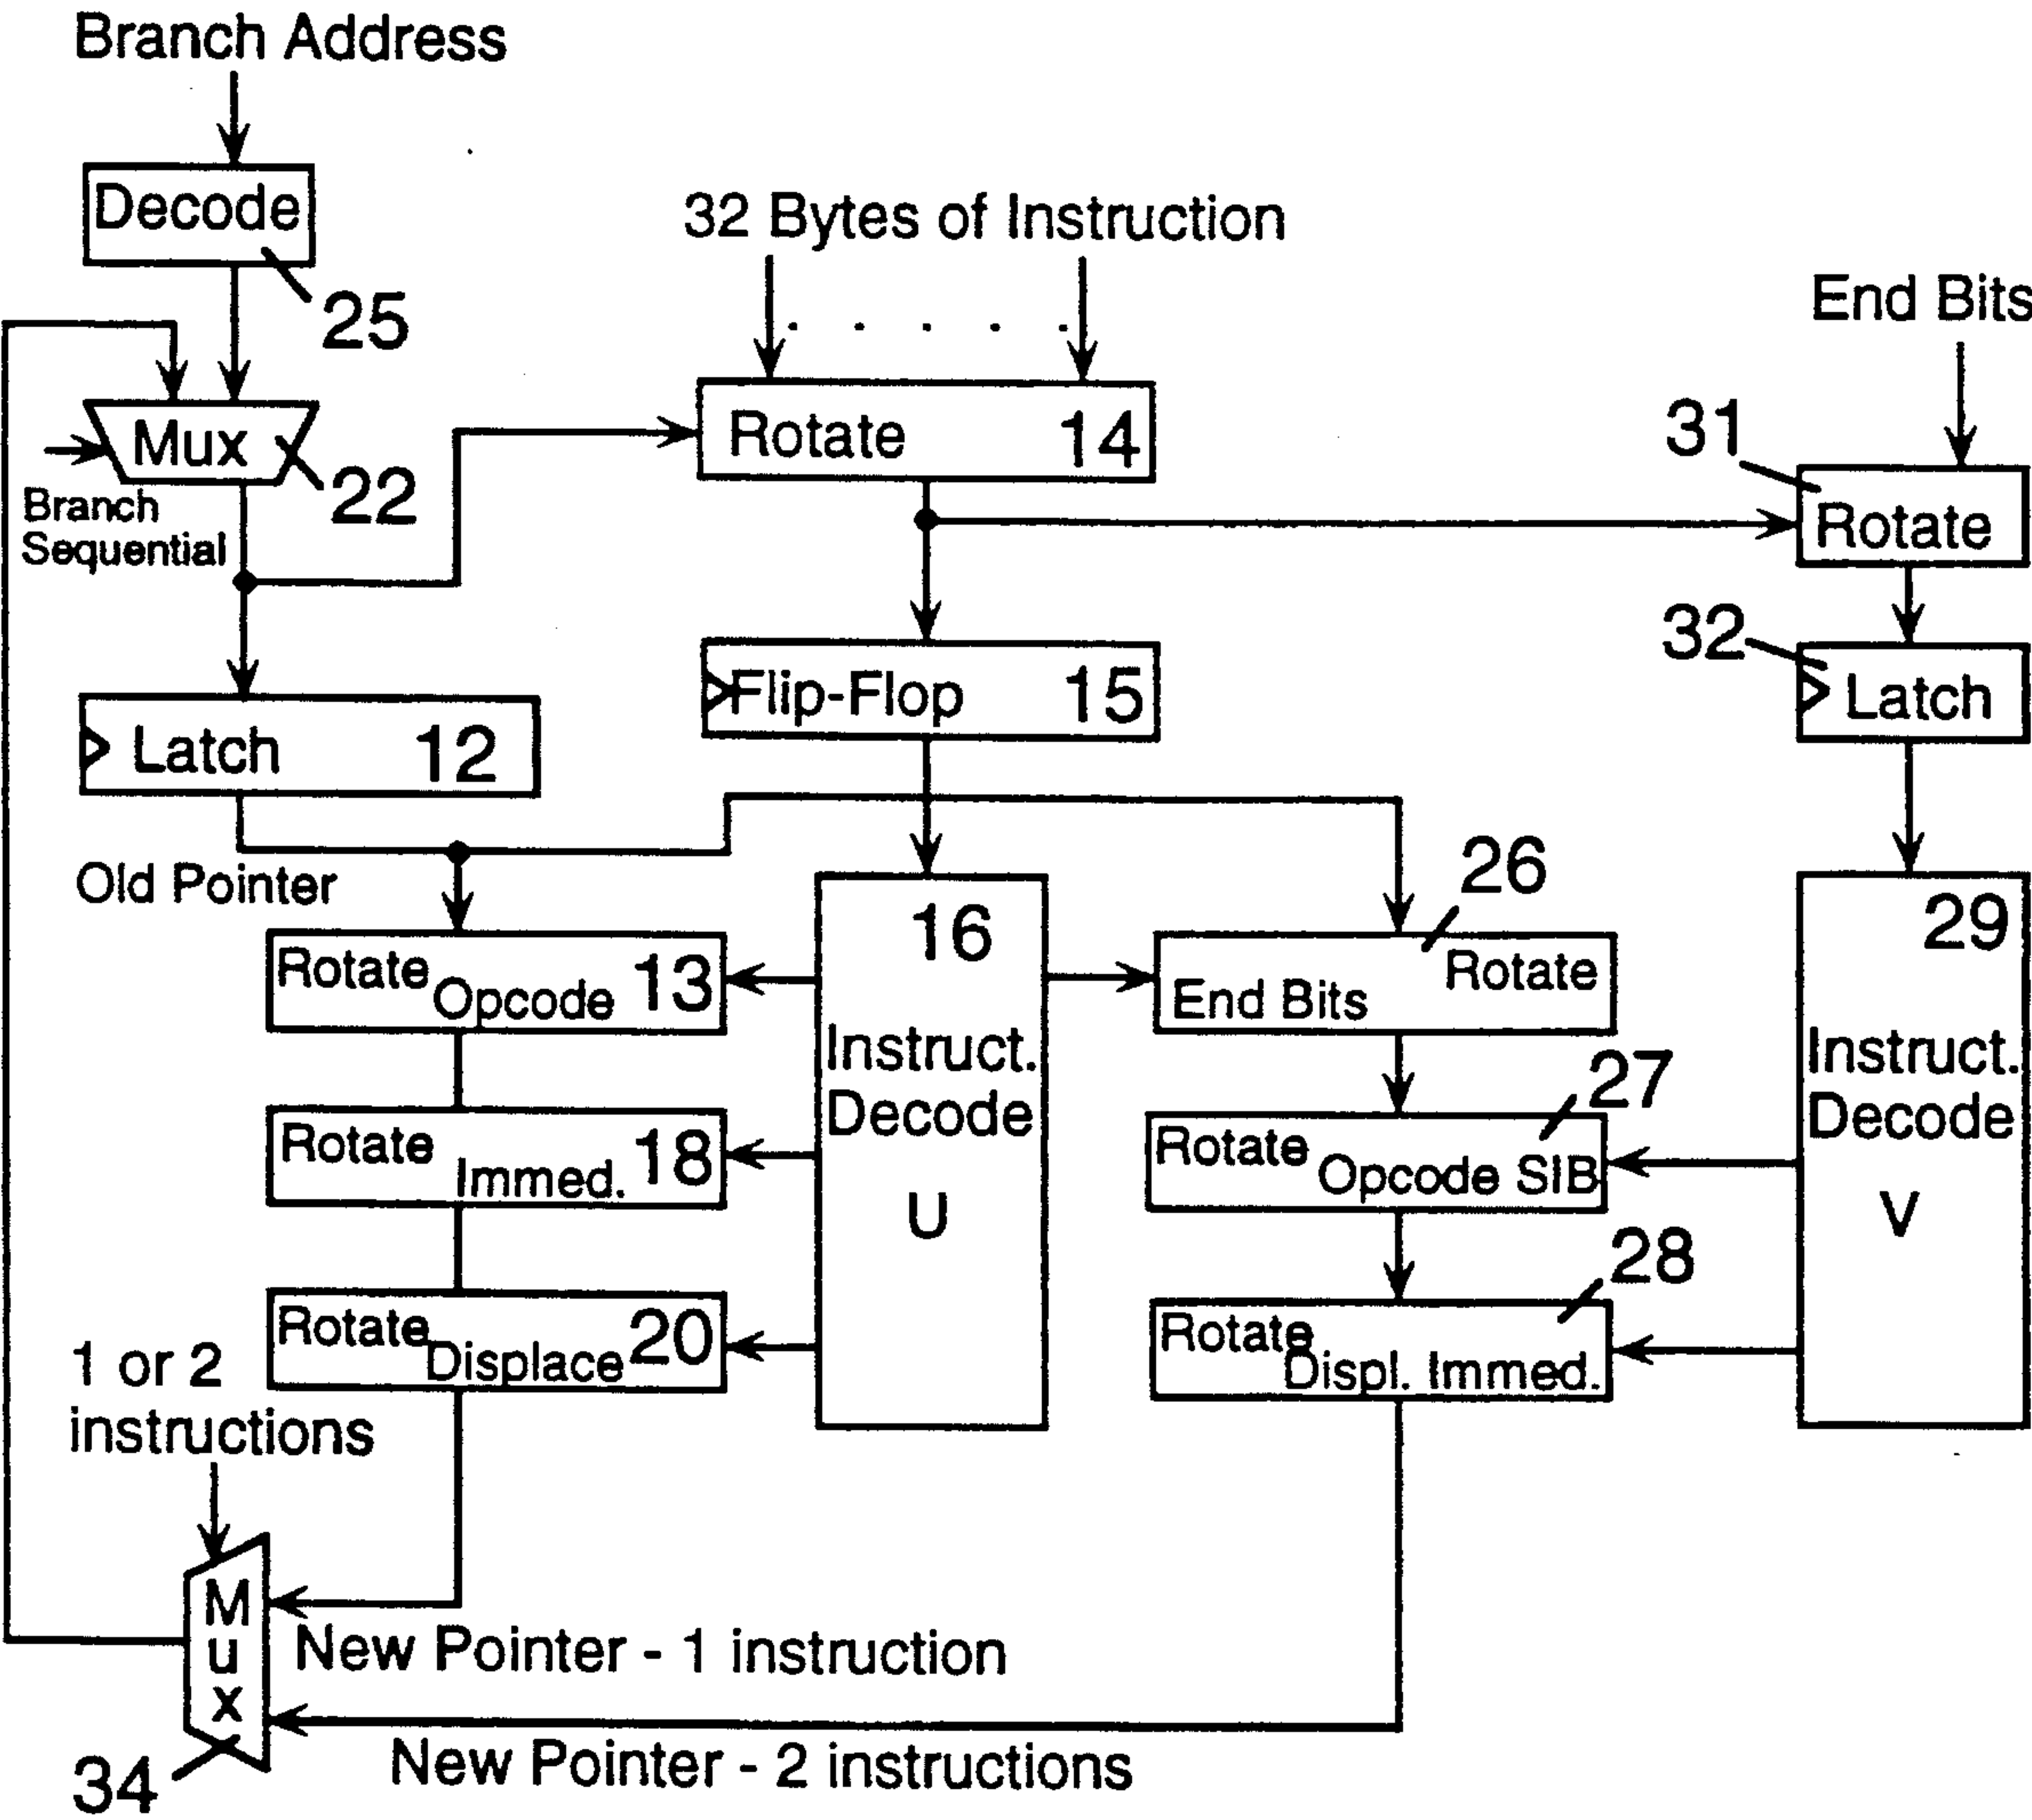 Branch Address
Decode
25
32 Bytes of Instruction
End Bits
Mux
22
Branch
Sequential
Rotate 14
31
Rotate
Flip-Flop 15
32
Latch
Latch 12
Old Pointer
26
16
29
Rotate Opcode 13
End Bits Rotate
Instruct.
Decode
U
27
Instruct.
Decode
V
Rotate Immed. 18
Rotate Opcode SIB
28
Rotate Displace 20
Rotate Displ. Immed.
1 or 2
instructions
Mux
New Pointer - 1 instruction
New Pointer - 2 instructions
34